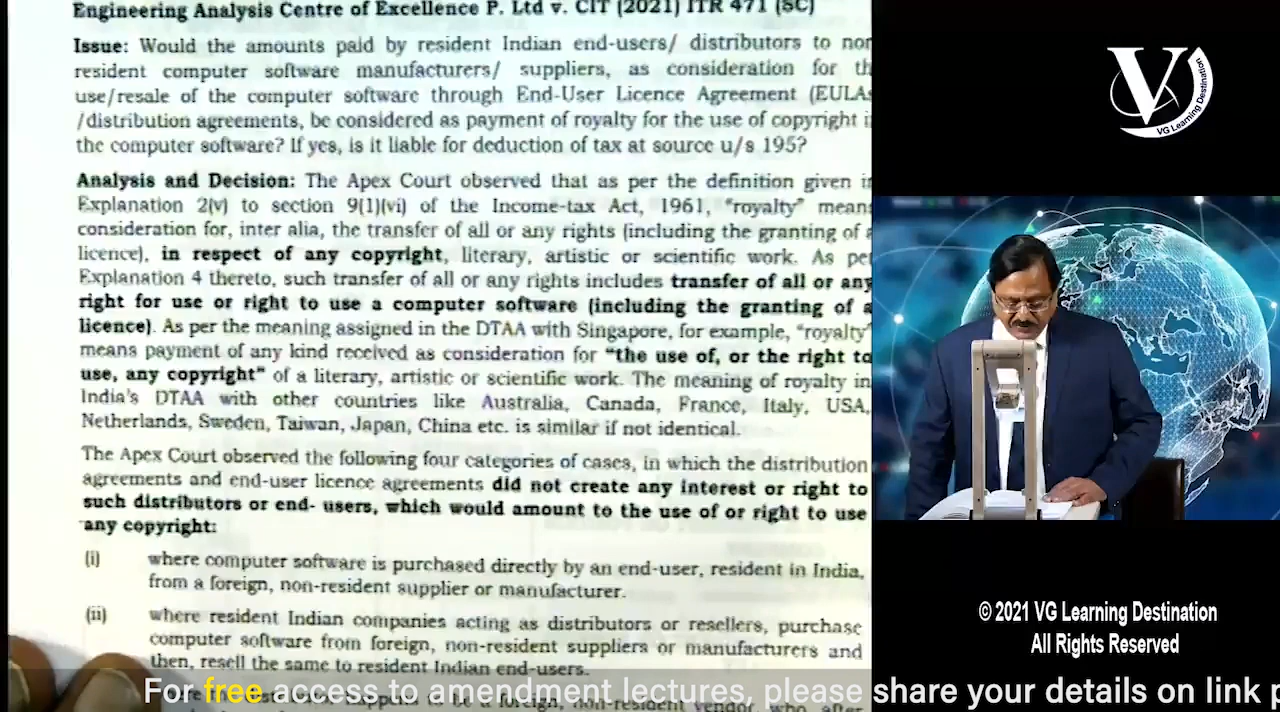 Engineering Analysis Centre of Excellence P. Ltd v. CIT (2021) ITR 471 (SC)
Issue: Would the amounts paid by resident Indian end-users/ distributors to non
resident computer software manufacturers/ suppliers, as consideration for th
use/resale of the computer software through End-User Licence Agreement (EULAs
/distribution agreements, be considered as payment of royalty for the use of copyright i
the computer software? If yes, is it liable for deduction of tax at source u/s 195?
Analysis and Decision: The Apex Court observed that as per the definition given in
Explanation 2(v) to section 9(1)(vi) of the Income-tax Act, 1961, "royalty" means
consideration for, inter alia, the transfer of all or any rights (including the granting of a
licence), in respect of any copyright, literary, artistic or scientific work. As per
Explanation 4 thereto, such transfer of all or any rights includes transfer of all or any
right for use or right to use a computer software (including the granting of a
licence). As per the meaning assigned in the DTAA with Singapore, for example, "royalty"
means payment of any kind received as consideration for "the use of, or the right to
use, any copyright" of a literary, artistic or scientific work. The meaning of royalty in
India's DTAA with other countries like Australia, Canada, France, Italy, USA,
Netherlands, Sweden, Taiwan, Japan, China etc. is similar if not identical.
The Apex Court observed the following four categories of cases, in which the distribution
agreements and end-user licence agreements did not create any interest or right to
such distributors or end- users, which would amount to the use of or right to use
any copyright:
(i) where computer software is purchased directly by an end-user, resident in India,
from a foreign, non-resident supplier or manufacturer.
(ii) where resident Indian companies acting as distributors or resellers, purchase
computer software from foreign, non-resident suppliers or manufacturers and
then, resell the same to resident Indian end-users.
foreign, non-resident vendor, who after
For free access to amendment lectures, please share your details on link p
V
VG Learning Destination
© 2021 VG Learning Destination
All Rights Reserved